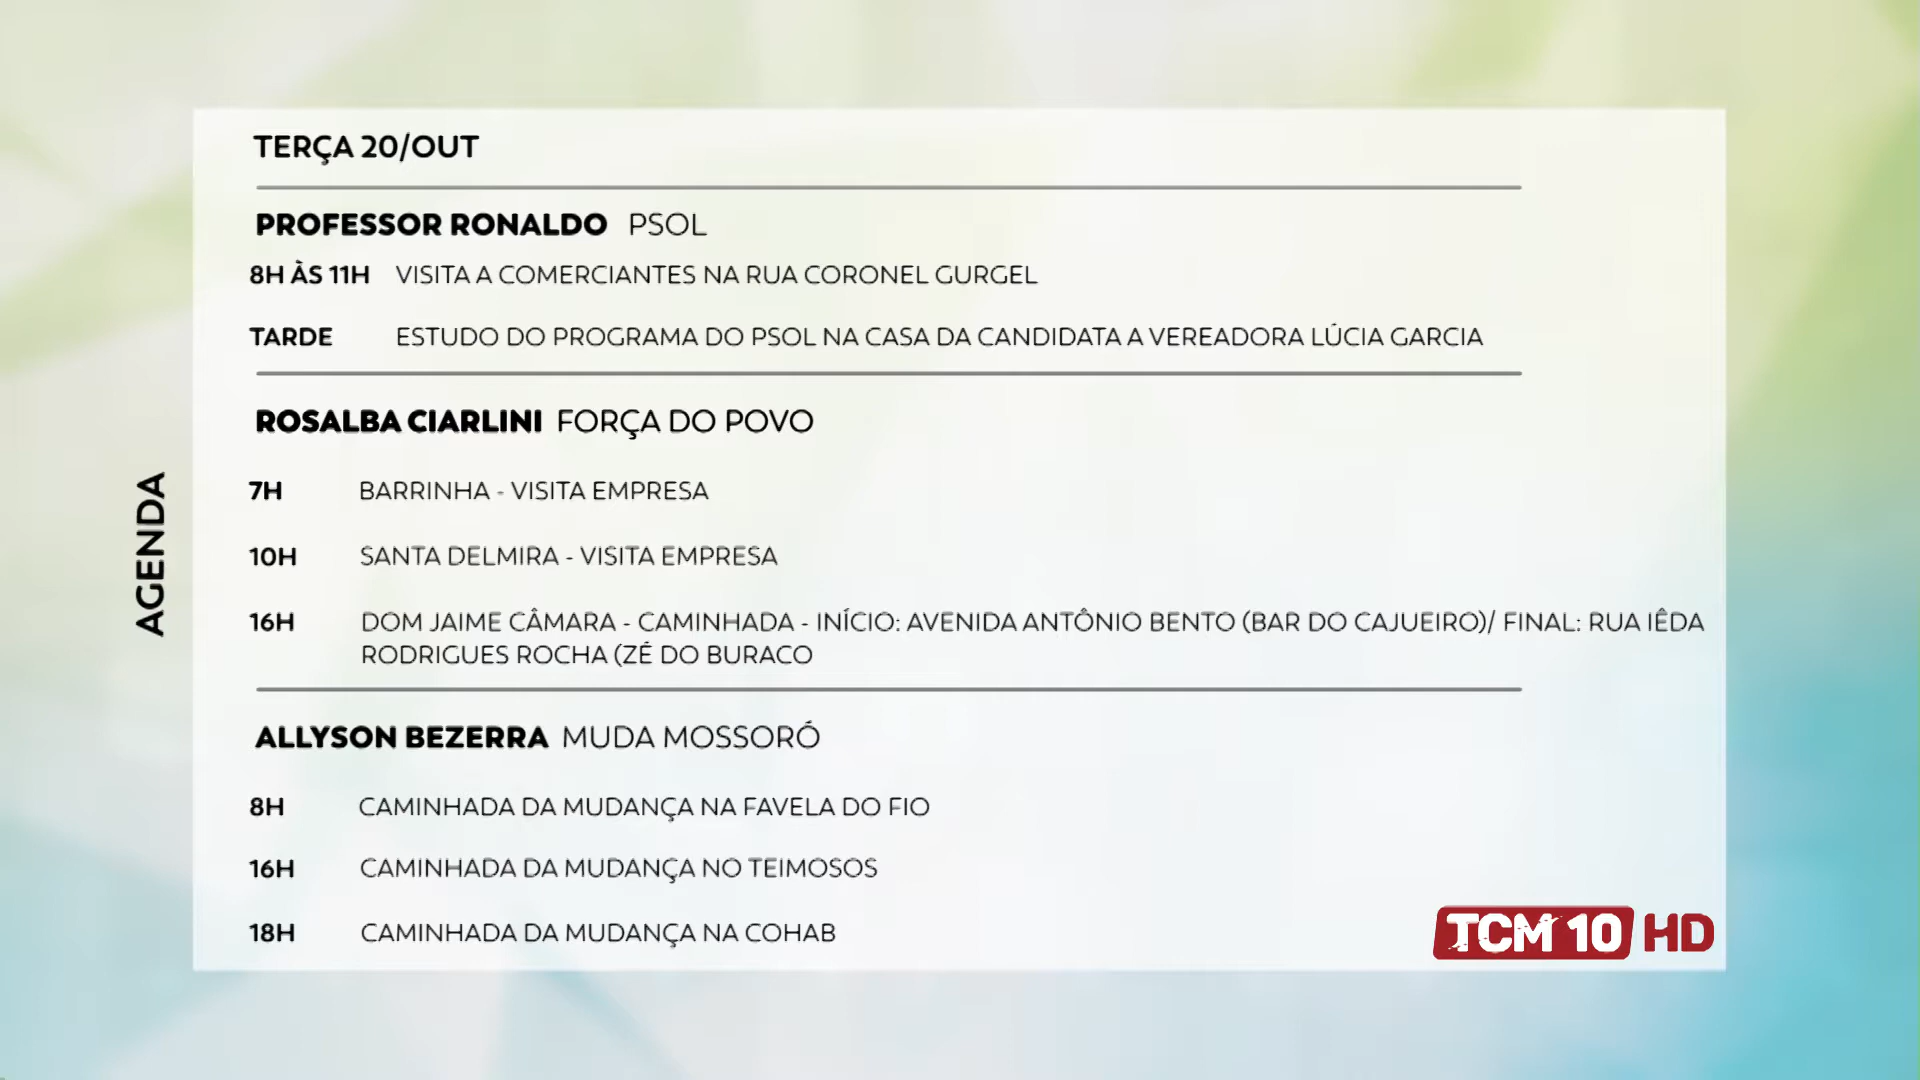 TERÇA 20/OUT
PROFESSOR RONALDO PSOL
8H ÀS 11H VISITA A COMERCIANTES NA RUA CORONEL GURGEL
TARDE ESTUDO DO PROGRAMA DO PSOL NA CASA DA CANDIDATA A VEREADORA LÚCIA GARCIA
ROSALBA CIARLINI FORÇA DO POVO
7H BARRINHA - VISITA EMPRESA
10H SANTA DELMIRA - VISITA EMPRESA
16H DOM JAIME CÂMARA - CAMINHADA - INÍCIO: AVENIDA ANTÔNIO BENTO (BAR DO CAJUEIRO)/ FINAL: RUA IÊDA
RODRIGUES ROCHA (ZÉ DO BURACO
ALLYSON BEZERRA MUDA MOSSORÓ
8H CAMINHADA DA MUDANÇA NA FAVELA DO FIO
16H CAMINHADA DA MUDANÇA NO TEIMOSOS
18H CAMINHADA DA MUDANÇA NA COHAB
AGENDA
TCM 10 HD